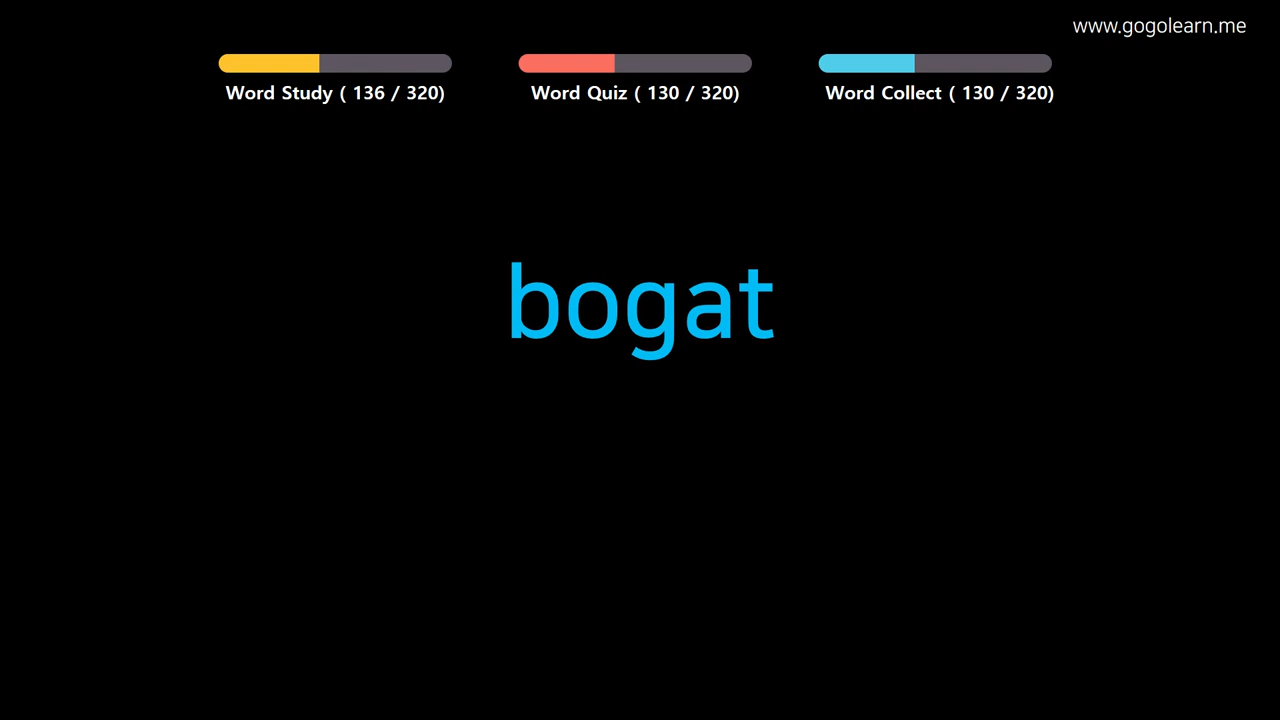 www.gogolearn.me
Word Study ( 136 / 320)
Word Quiz ( 130 / 320)
Word Collect ( 130 / 320)
bogat